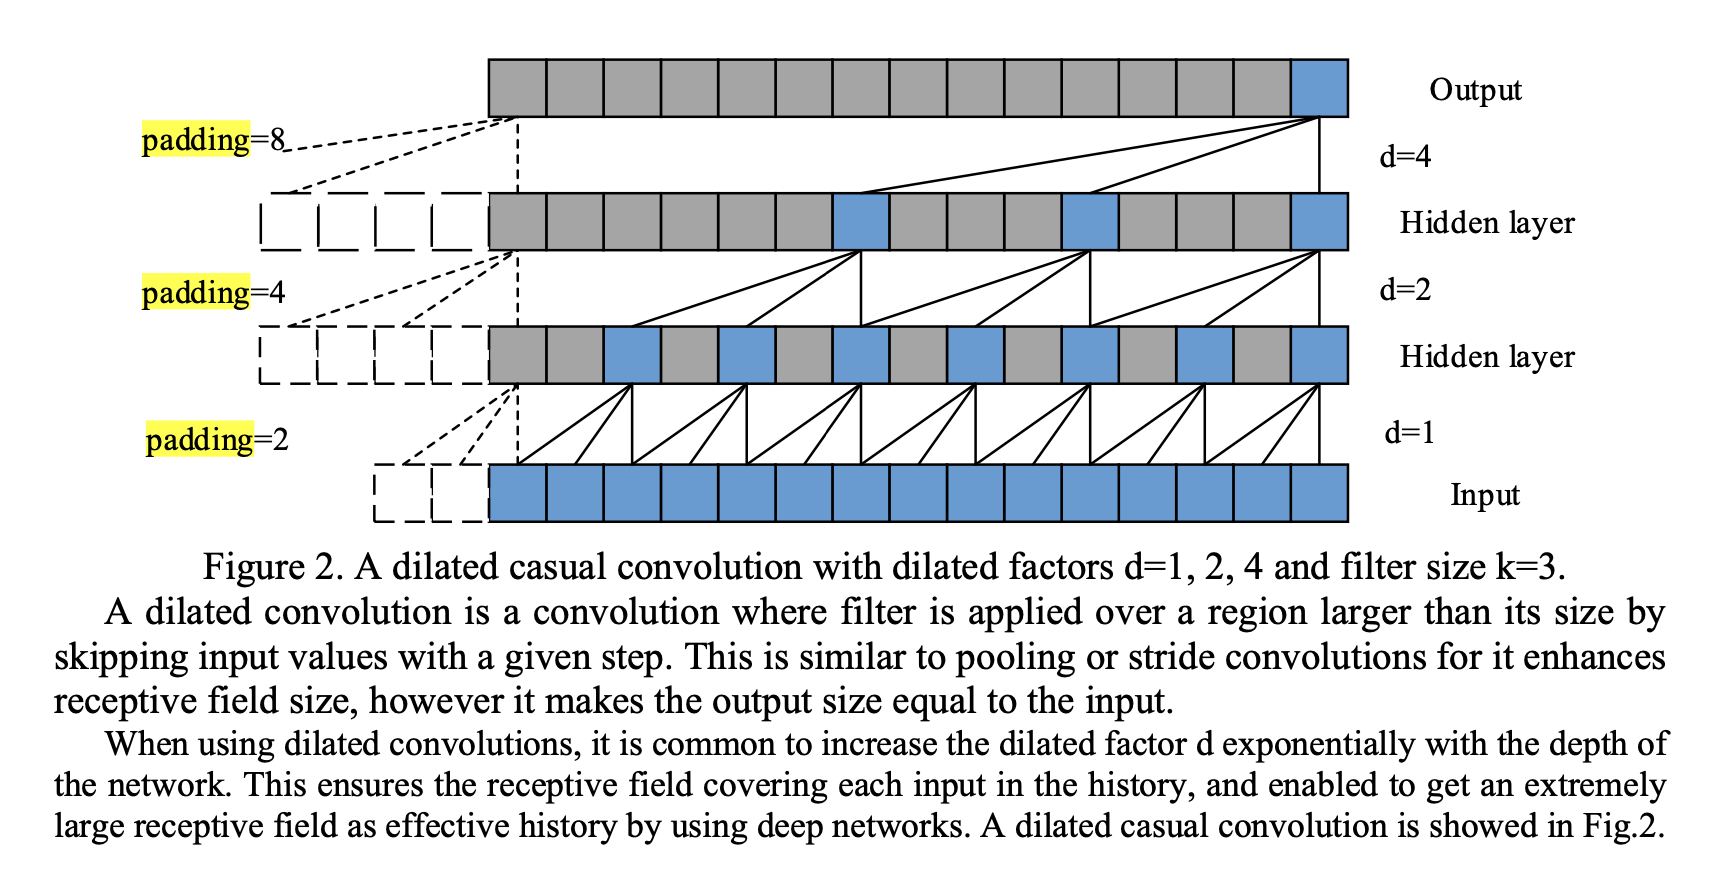 Output
padding=8
d=4
Hidden layer
padding=4
d=2
Hidden layer
padding=2
d=1
Input
Figure 2. A dilated casual convolution with dilated factors d=1, 2, 4 and filter size k=3.
A dilated convolution is a convolution where filter is applied over a region larger than its size by
skipping input values with a given step. This is similar to pooling or stride convolutions for it enhances
receptive field size, however it makes the output size equal to the input.
When using dilated convolutions, it is common to increase the dilated factor d exponentially with the depth of
the network. This ensures the receptive field covering each input in the history, and enabled to get an extremely
large receptive field as effective history by using deep networks. A dilated casual convolution is showed in Fig.2.